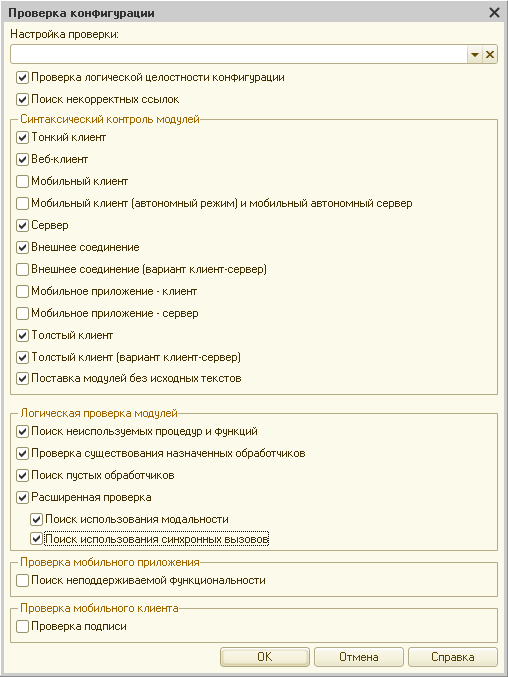 Проверка конфигурации
Настройка проверки:
Проверка логической целостности конфигурации
Поиск некорректных ссылок
Синтаксический контроль модулей
Тонкий клиент
Веб-клиент
Мобильный клиент
Мобильный клиент (автономный режим) и мобильный автономный сервер
Сервер
Внешнее соединение
Внешнее соединение (вариант клиент-сервер)
Мобильное приложение - клиент
Мобильное приложение - сервер
Толстый клиент
Толстый клиент (вариант клиент-сервер)
Поставка модулей без исходных текстов
Логическая проверка модулей
Поиск неиспользуемых процедур и функций
Проверка существования назначенных обработчиков
Поиск пустых обработчиков
Расширенная проверка
Поиск использования модальности
Поиск использования синхронных вызовов
Проверка мобильного приложения
Поиск неподдерживаемой функциональности
Проверка мобильного клиента
Проверка подписи
OK Отмена Справка